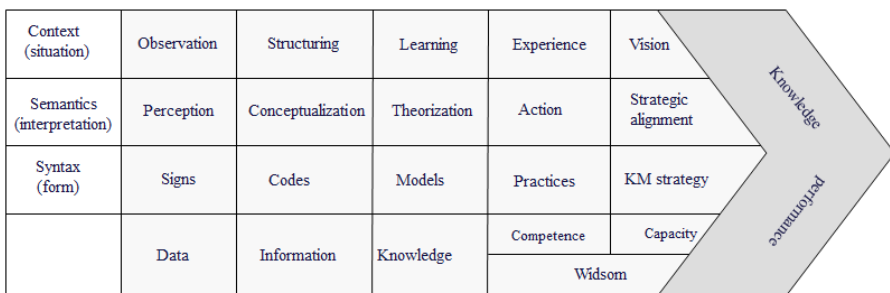 Context
(situation)
Observation
Structuring
Learning
Experience
Vision
Semantics
(interpretation)
Perception
Conceptualization
Theorization
Action
Strategic
alignment
Syntax
(form)
Signs
Codes
Models
Practices
KM strategy
Data
Information
Knowledge
Competence
Capacity
Widsom
Knowledge
performance